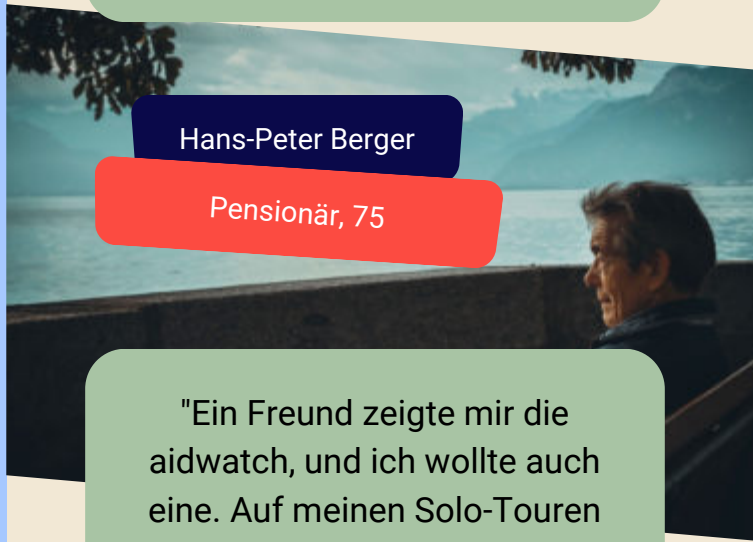 Hans-Peter Berger
Pensionär, 75
"Ein Freund zeigte mir die
aidwatch, und ich wollte auch
eine. Auf meinen Solo-Touren